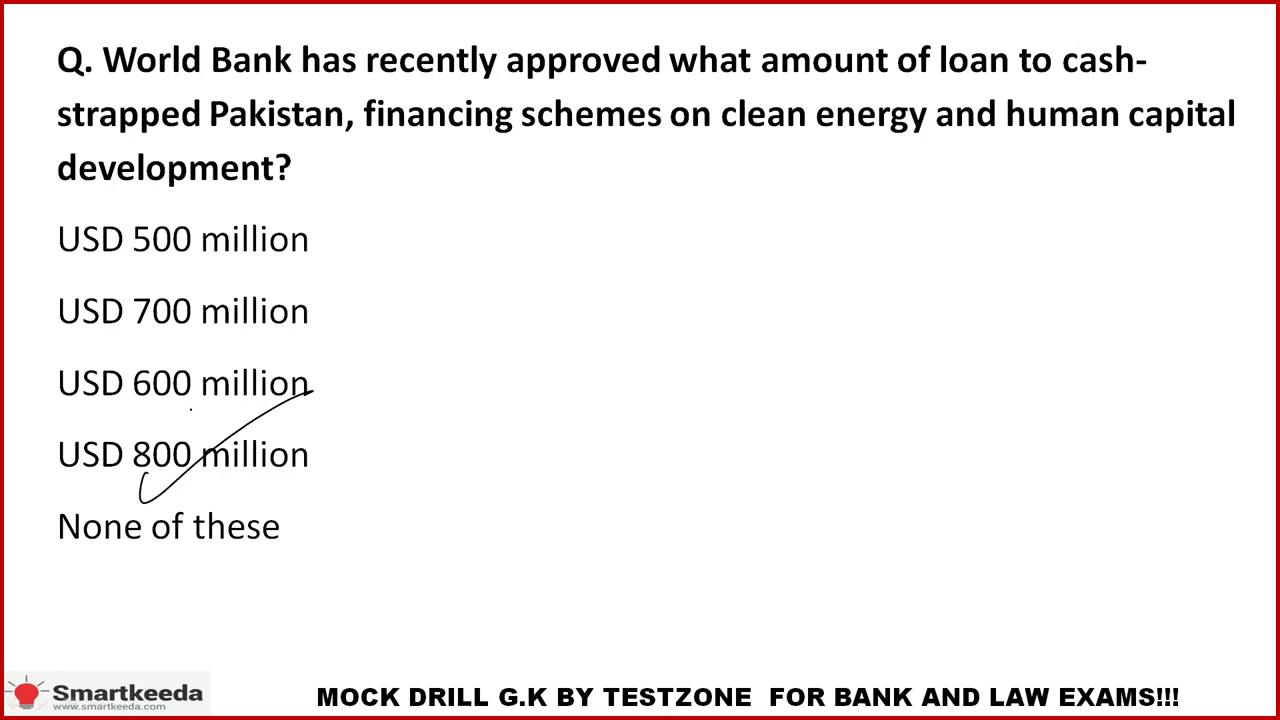 Q. World Bank has recently approved what amount of loan to cash-
strapped Pakistan, financing schemes on clean energy and human capital
development?
USD 500 million
USD 700 million
USD 600 million
USD 800 million
None of these
Smartkeeda
www.smartkeeda.com
MOCK DRILL G.K BY TESTZONE FOR BANK AND LAW EXAMS!!!